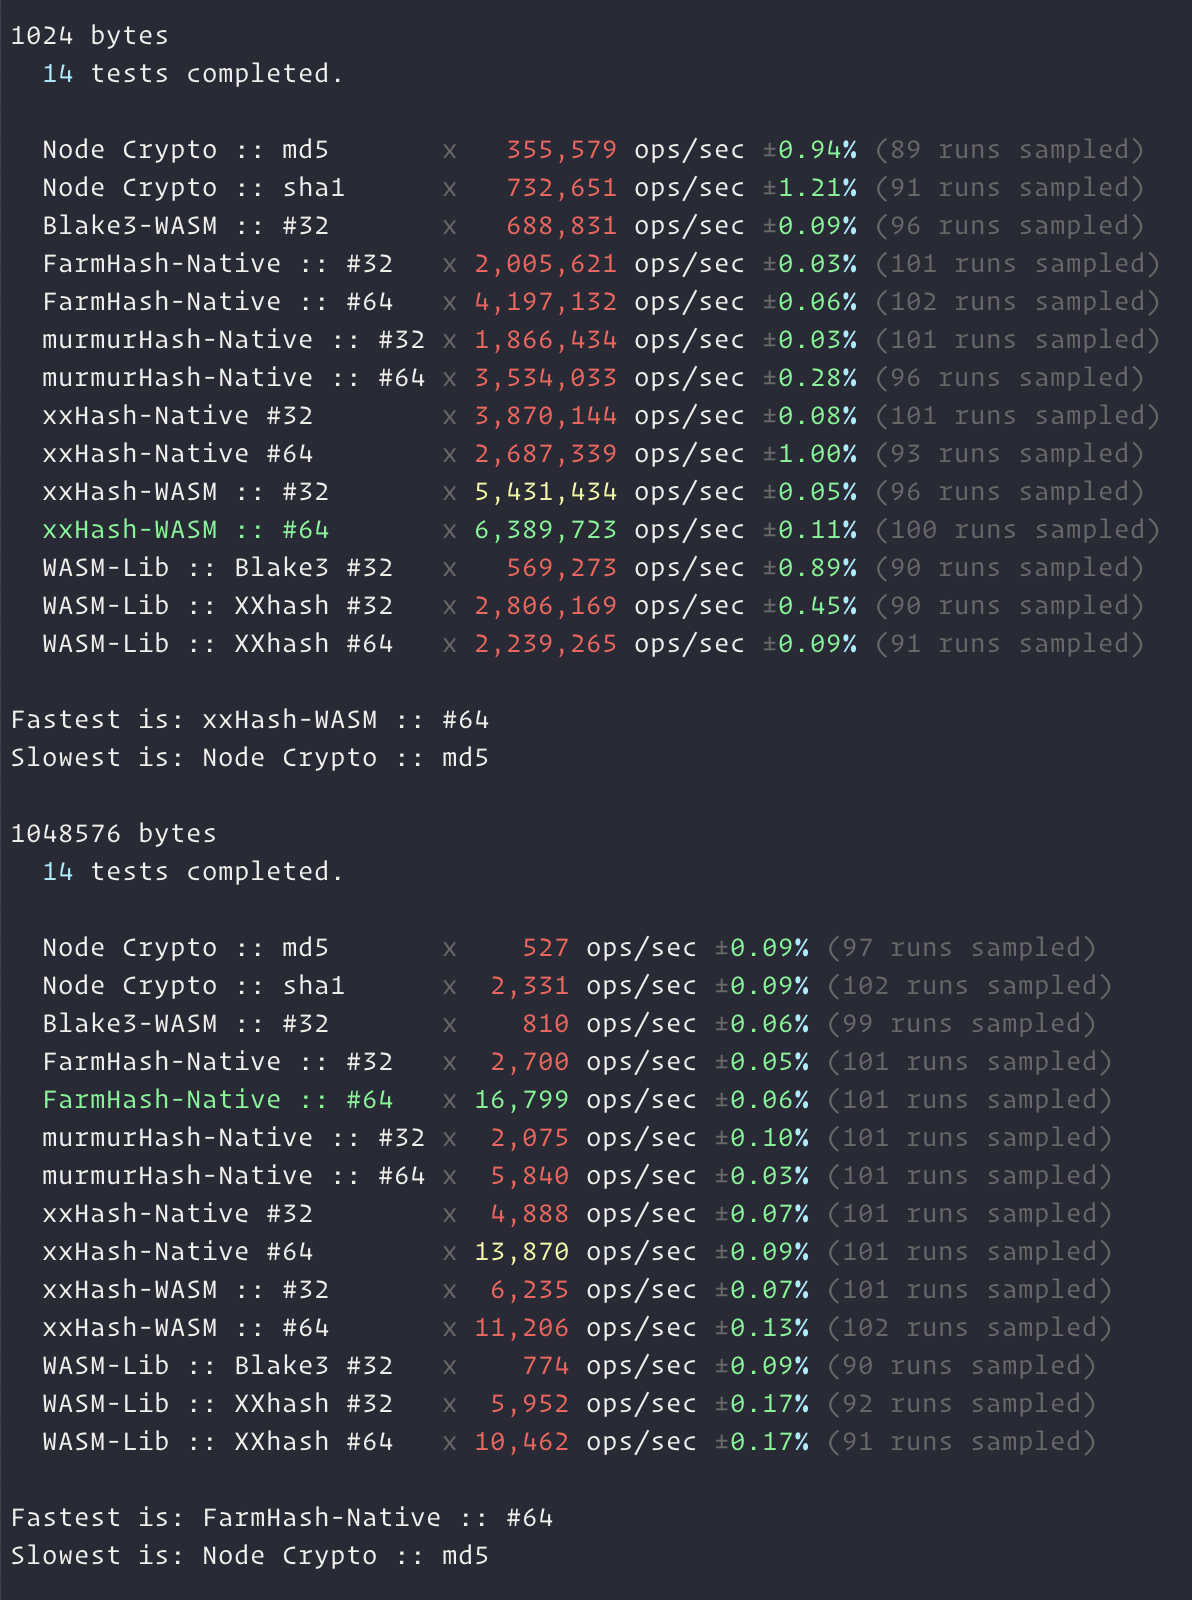 1024 bytes
14 tests completed.
Node Crypto :: md5 x 355,579 ops/sec ±0.94% (89 runs sampled)
Node Crypto :: sha1 x 732,651 ops/sec ±1.21% (91 runs sampled)
Blake3-WASM :: #32 x 688,831 ops/sec ±0.09% (96 runs sampled)
FarmHash-Native :: #32 x 2,005,621 ops/sec ±0.03% (101 runs sampled)
FarmHash-Native :: #64 x 4,197,132 ops/sec ±0.06% (102 runs sampled)
murmurHash-Native :: #32 x 1,866,434 ops/sec ±0.03% (101 runs sampled)
murmurHash-Native :: #64 x 3,534,033 ops/sec ±0.28% (96 runs sampled)
xxHash-Native #32 x 3,870,144 ops/sec ±0.08% (101 runs sampled)
xxHash-Native #64 x 2,687,339 ops/sec ±1.00% (93 runs sampled)
xxHash-WASM :: #32 x 5,431,434 ops/sec ±0.05% (96 runs sampled)
xxHash-WASM :: #64 x 6,389,723 ops/sec ±0.11% (100 runs sampled)
WASM-Lib :: Blake3 #32 x 569,273 ops/sec ±0.89% (90 runs sampled)
WASM-Lib :: XXhash #32 x 2,806,169 ops/sec ±0.45% (90 runs sampled)
WASM-Lib :: XXhash #64 x 2,239,265 ops/sec ±0.09% (91 runs sampled)
Fastest is: xxHash-WASM :: #64
Slowest is: Node Crypto :: md5
1048576 bytes
14 tests completed.
Node Crypto :: md5 x 527 ops/sec ±0.09% (97 runs sampled)
Node Crypto :: sha1 x 2,331 ops/sec ±0.09% (102 runs sampled)
Blake3-WASM :: #32 x 810 ops/sec ±0.06% (99 runs sampled)
FarmHash-Native :: #32 x 2,700 ops/sec ±0.05% (101 runs sampled)
FarmHash-Native :: #64 x 16,799 ops/sec ±0.06% (101 runs sampled)
murmurHash-Native :: #32 x 2,075 ops/sec ±0.10% (101 runs sampled)
murmurHash-Native :: #64 x 5,840 ops/sec ±0.03% (101 runs sampled)
xxHash-Native #32 x 4,888 ops/sec ±0.07% (101 runs sampled)
xxHash-Native #64 x 13,870 ops/sec ±0.09% (101 runs sampled)
xxHash-WASM :: #32 x 6,235 ops/sec ±0.07% (101 runs sampled)
xxHash-WASM :: #64 x 11,206 ops/sec ±0.13% (102 runs sampled)
WASM-Lib :: Blake3 #32 x 774 ops/sec ±0.09% (90 runs sampled)
WASM-Lib :: XXhash #32 x 5,952 ops/sec ±0.17% (92 runs sampled)
WASM-Lib :: XXhash #64 x 10,462 ops/sec ±0.17% (91 runs sampled)
Fastest is: FarmHash-Native :: #64
Slowest is: Node Crypto :: md5